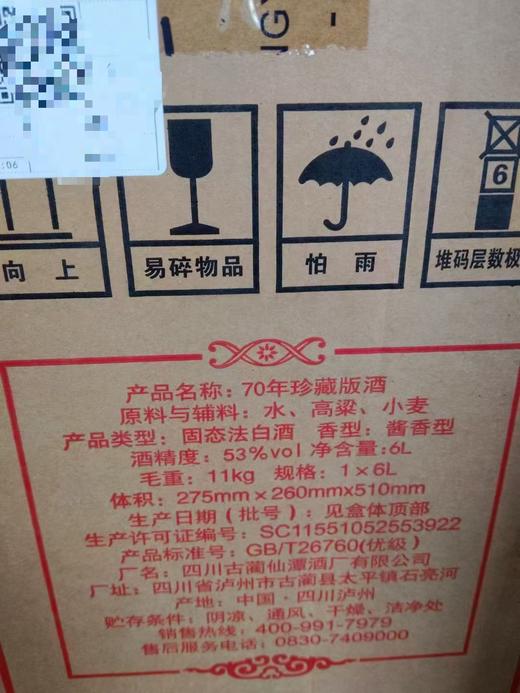 NGY
:06
向上
易碎物品
怕雨
6
堆码层数极
产品名称：70年珍藏版酒
原料与辅料：水、高粱、小麦
产品类型：固态法白酒 香型：酱香型
酒精度：53%vol 净含量:6L
毛重：11kg 规格：1×6L
体积：275mm×260mm×510mm
生产日期（批号）：见盒体顶部
生产许可证编号：SC11551052553922
产品标准号：GB/T26760(优级)
厂名：四川古蔺仙潭酒厂有限公司
厂址：四川省泸州市古蔺县太平镇石亮河
产地：中国·四川泸州
贮存条件：阴凉、通风、干燥、洁净处
销售热线：400-991-7979
售后服务电话：0830-7409000